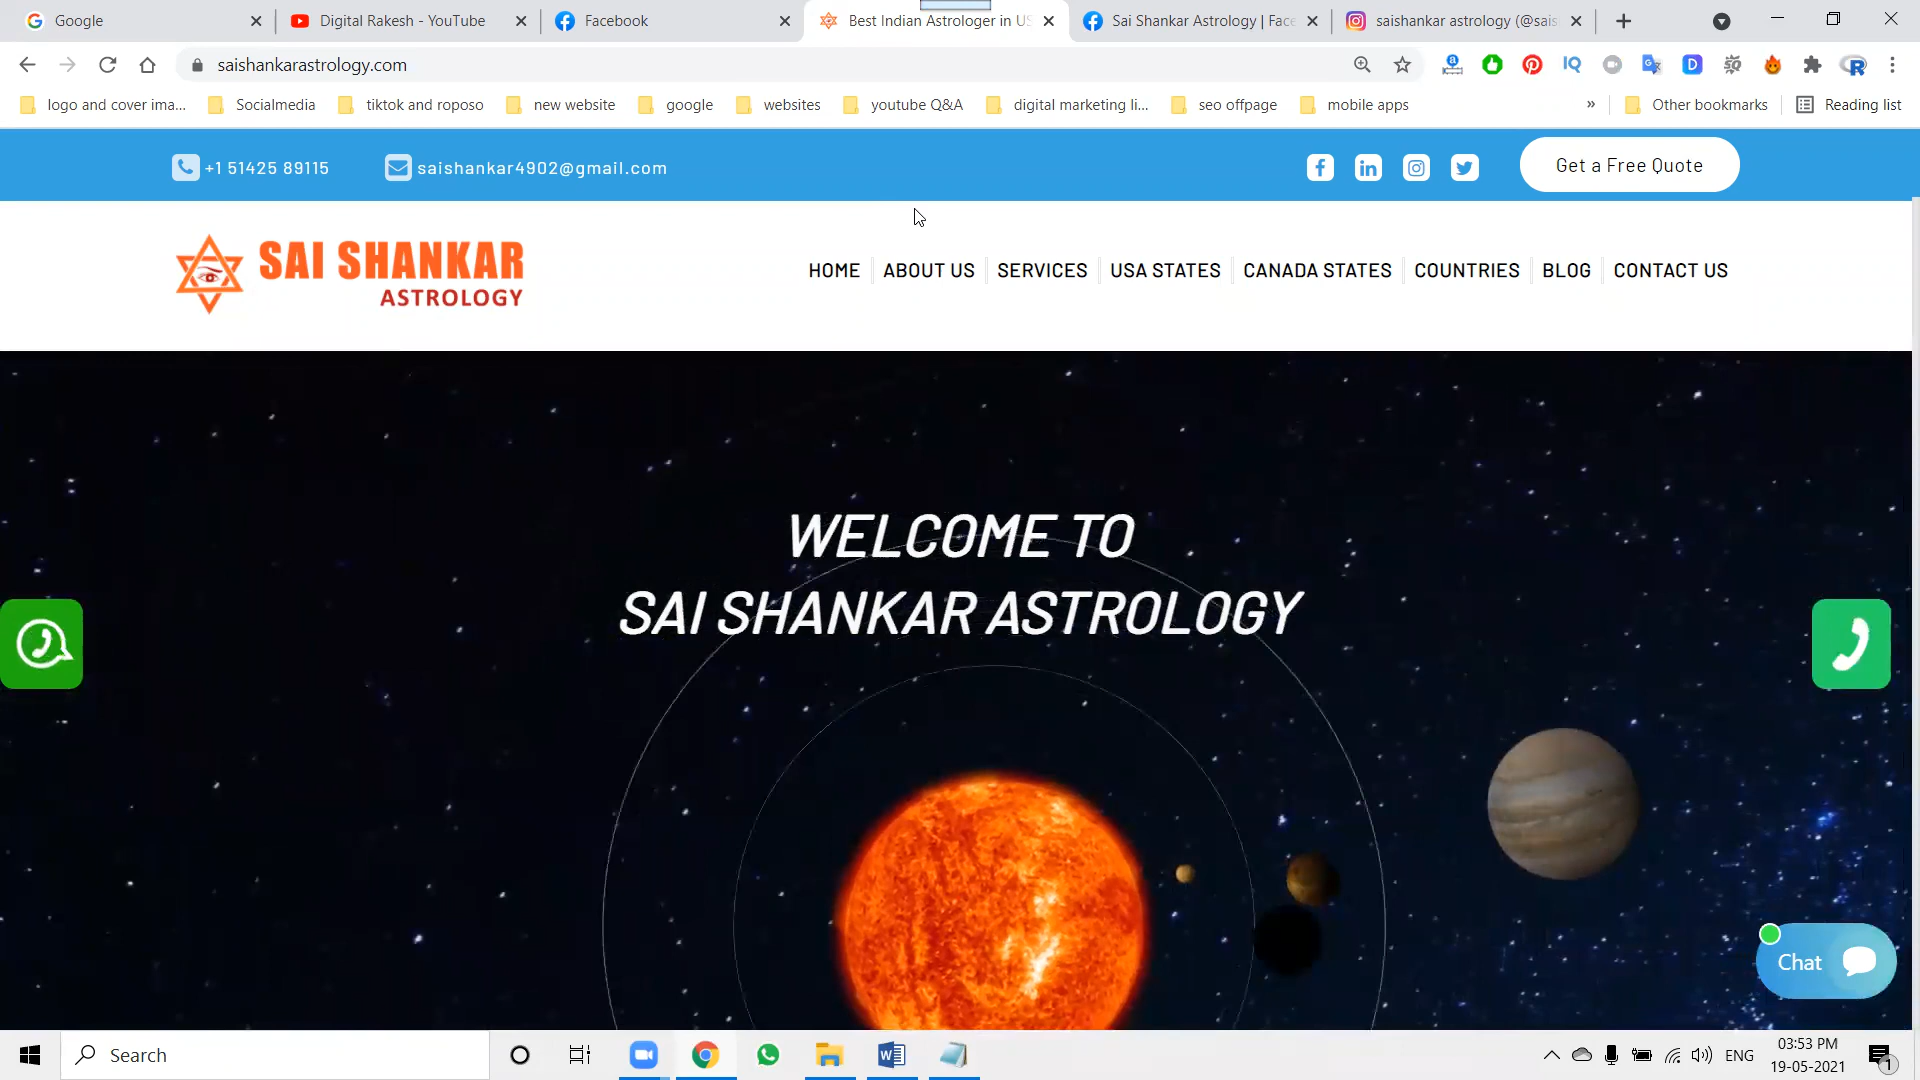 Google
Digital Rakesh - YouTube
Facebook
Best Indian Astrologer in US
Sai Shankar Astrology | Face
saishankar astrology (@sais
saishankarastrology.com
logo and cover ima...
Socialmedia
tiktok and roposo
new website
google
websites
youtube Q&A
digital marketing li...
seo offpage
mobile apps
»
Other bookmarks
Reading list
+1 51425 89115
saishankar4902@gmail.com
Get a Free Quote
SAI SHANKAR
ASTROLOGY
HOME
ABOUT US
SERVICES
USA STATES
CANADA STATES
COUNTRIES
BLOG
CONTACT US
WELCOME TO
SAI SHANKAR ASTROLOGY
Chat
Search
ENG
03:53 PM
19-05-2021
1